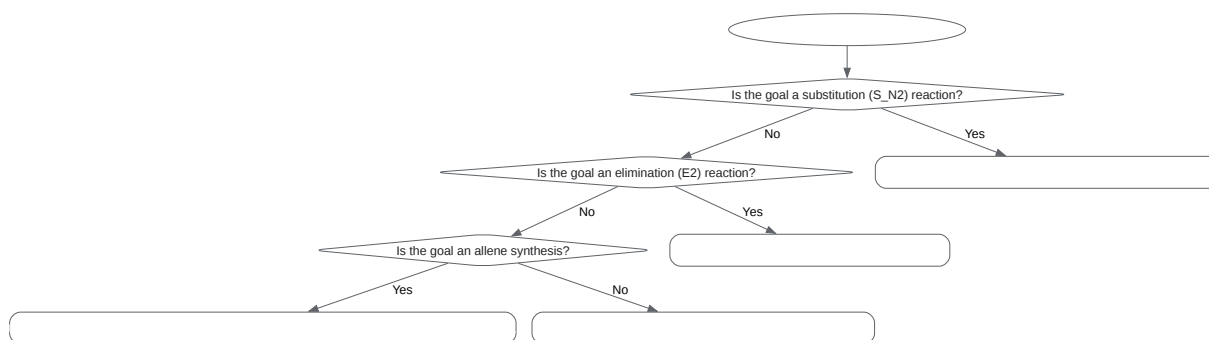 Is the goal a substitution (S_N2) reaction?
No
Yes
Is the goal an elimination (E2) reaction?
No
Yes
Is the goal an allene synthesis?
Yes
No